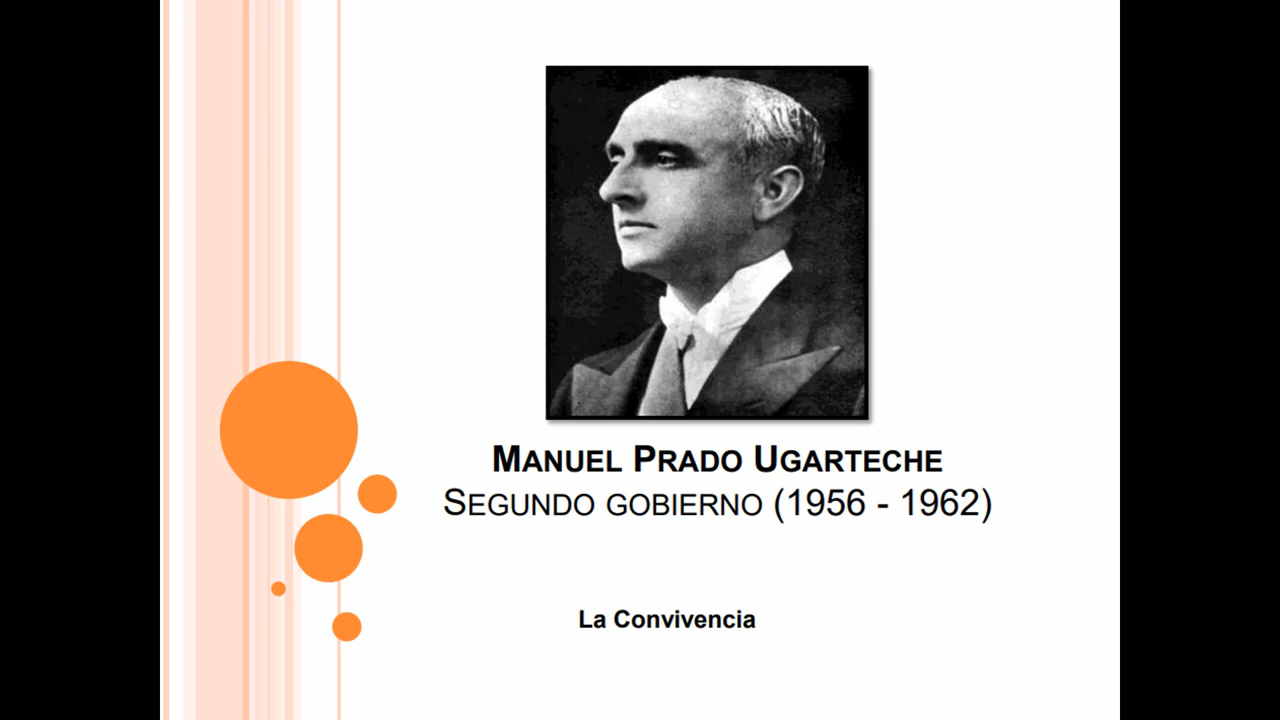 MANUEL PRADO UGARTECHE
SEGUNDO GOBIERNO (1956 - 1962)
La Convivencia